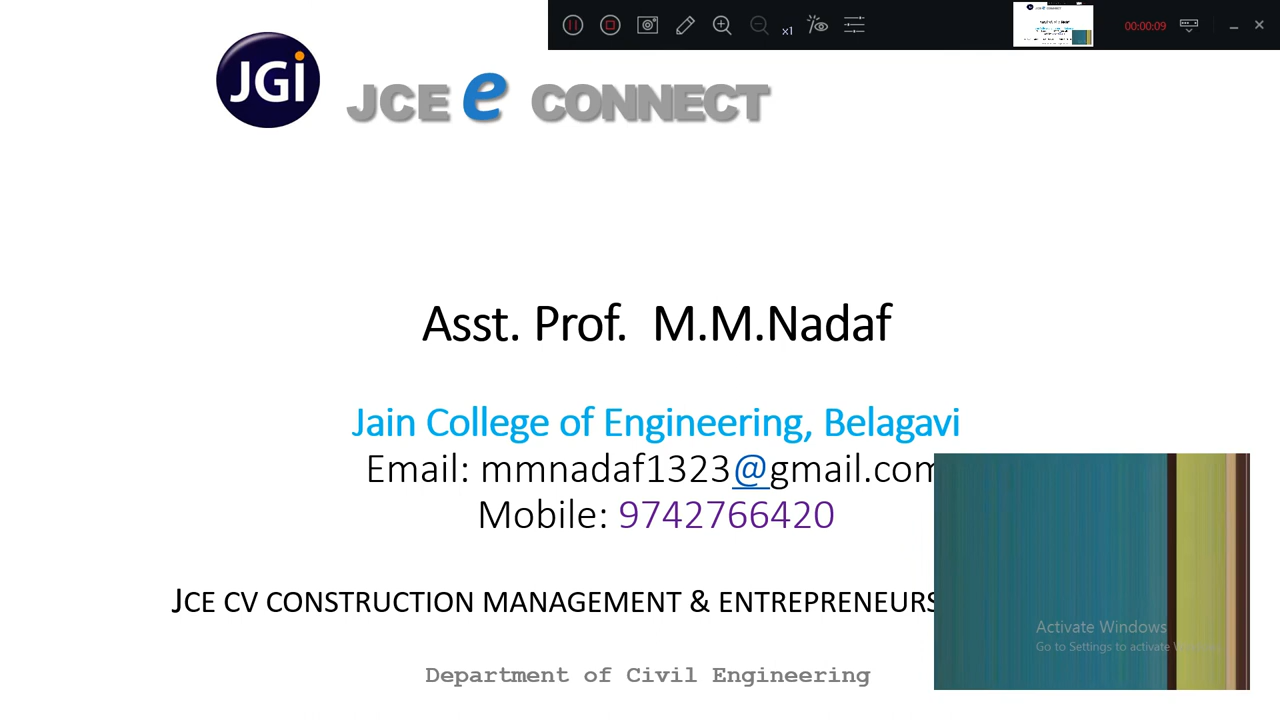 x1
00:00:09
JGi JCE e CONNECT
Asst. Prof. M.M.Nadaf
Jain College of Engineering, Belagavi
Email: mmnadaf1323@gmail.com
Mobile: 9742766420
JCE CV CONSTRUCTION MANAGEMENT & ENTREPRENEURS
Activate Windows
Go to Settings to activate
Department of Civil Engineering